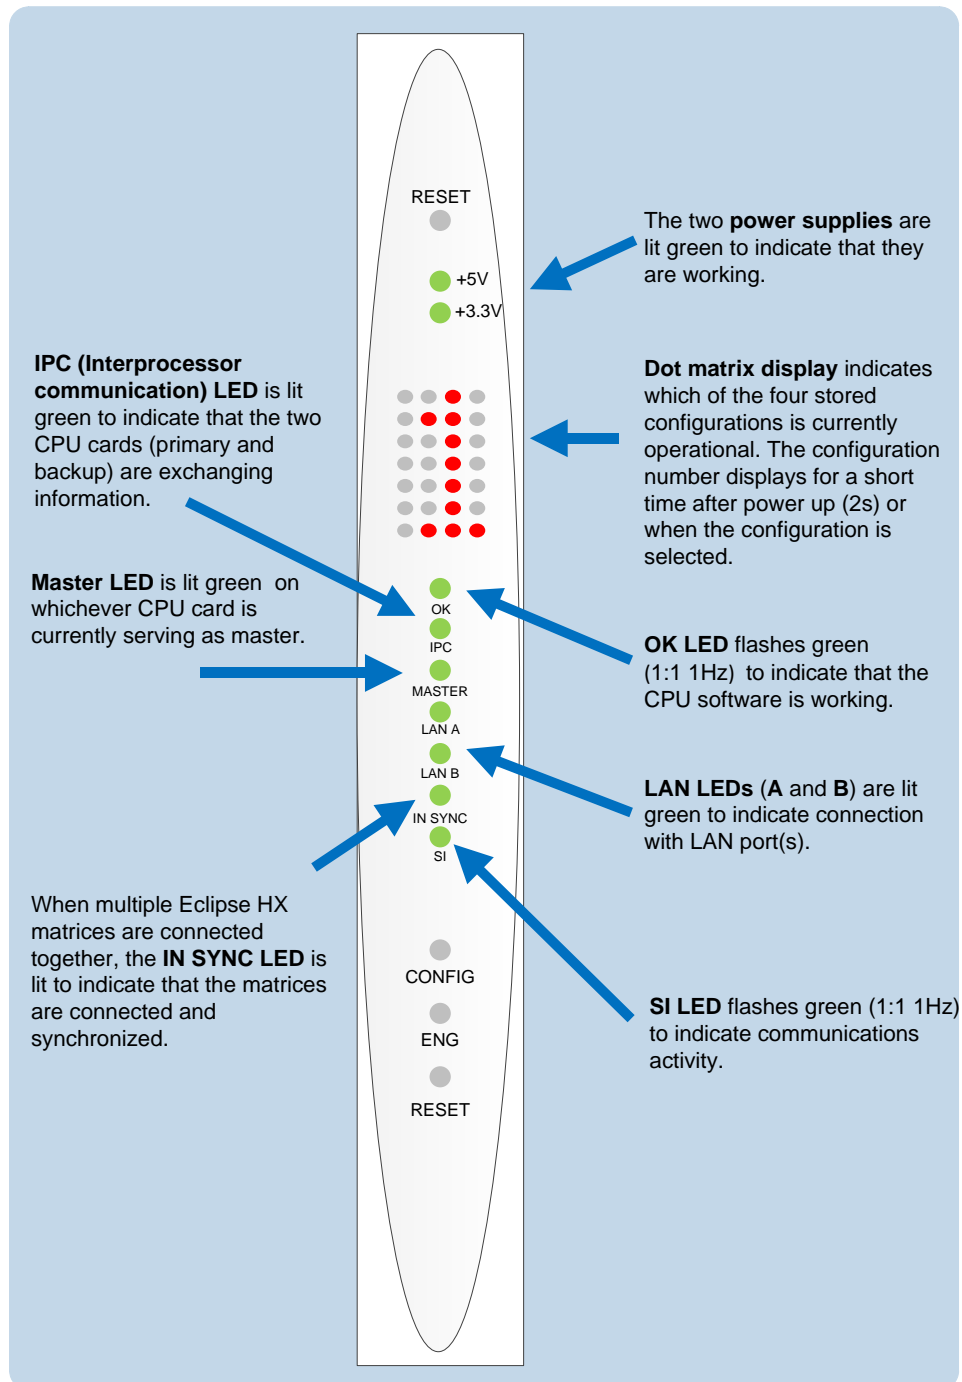 RESET
+5V
+3.3V
The two power supplies are
lit green to indicate that they
are working.
IPC (Interprocessor
communication) LED is lit
green to indicate that the two
CPU cards (primary and
backup) are exchanging
information.
Dot matrix display indicates
which of the four stored
configurations is currently
operational. The configuration
number displays for a short
time after power up (2s) or
when the configuration is
selected.
Master LED is lit green on
whichever CPU card is
currently serving as master.
OK
IPC
MASTER
LAN A
LAN B
IN SYNC
SI
OK LED flashes green
(1:1 1Hz) to indicate that the
CPU software is working.
LAN LEDs (A and B) are lit
green to indicate connection
with LAN port(s).
When multiple Eclipse HX
matrices are connected
together, the IN SYNC LED is
lit to indicate that the matrices
are connected and
synchronized.
SI LED flashes green (1:1 1Hz)
to indicate communications
activity.
CONFIG
ENG
RESET